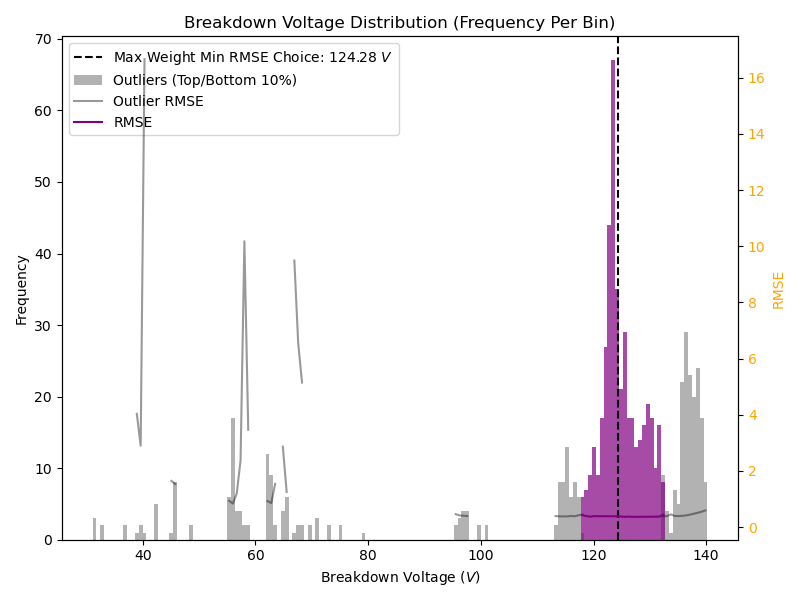 Breakdown Voltage Distribution (Frequency Per Bin)
Max Weight Min RMSE Choice: 124.28 V
Outliers (Top/Bottom 10%)
Outlier RMSE
RMSE
Frequency
70
60
50
40
30
20
10
0
16
14
12
10
8
6
4
2
0
RMSE
40 60 80 100 120 140
Breakdown Voltage (V)